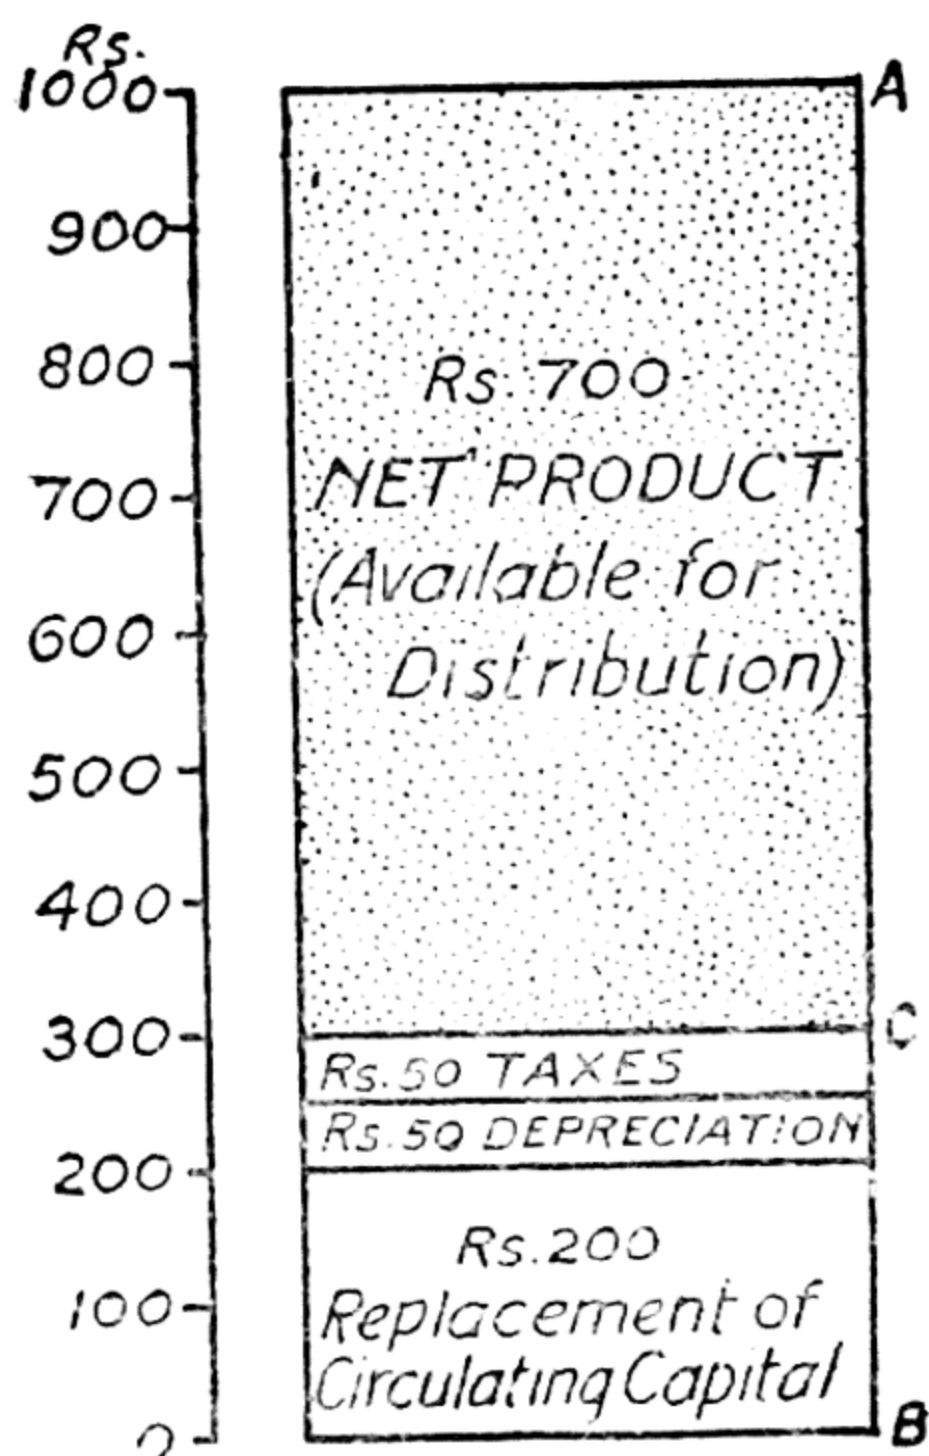 Rs.
1000
A
900
800
Rs. 700
NET PRODUCT
700
(Available for
600
Distribution)
500
400
300
C
Rs. 50 TAXES
Rs. 50 DEPRECIATION
200
Rs. 200
100
Replacement of
Circulating Capital
0
B